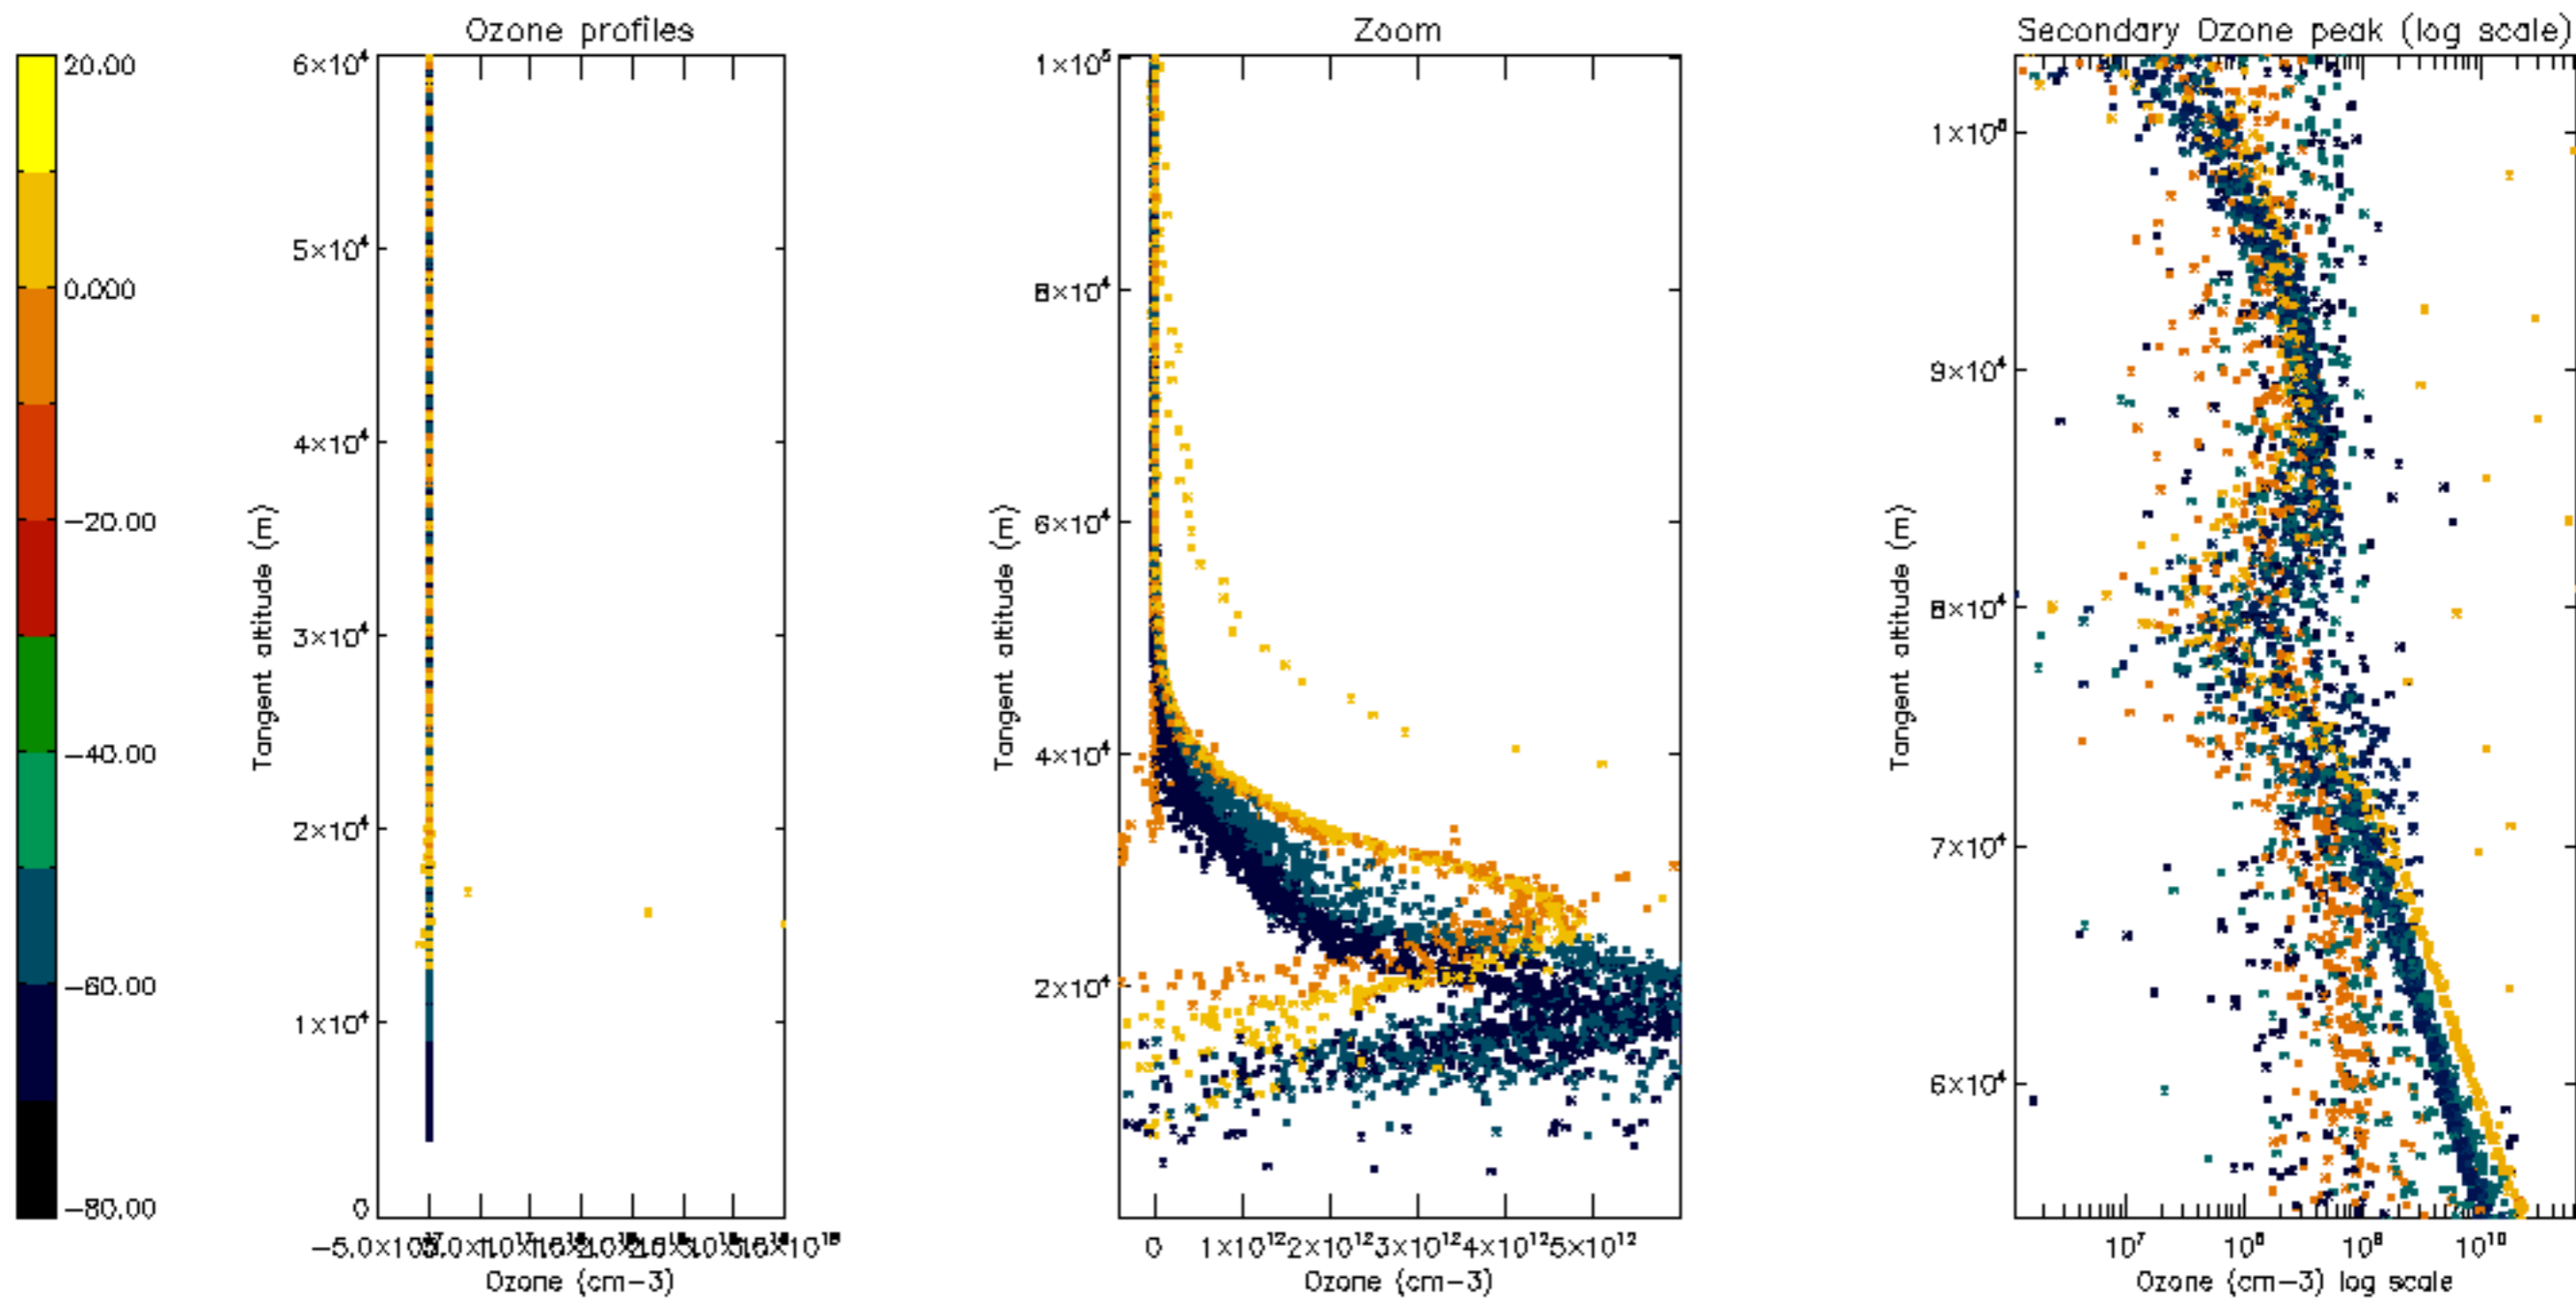 Ozone profiles
Zoom
Secondary Ozone peak (log scale)
20.00
0.000
−20.00
−40.00
−60.00
−80.00
Tangent altitude (m)
6×10⁴
5×10⁴
4×10⁴
3×10⁴
2×10⁴
1×10⁴
0
Ozone (cm−3)
Tangent altitude (m)
1×10⁵
8×10⁴
6×10⁴
4×10⁴
2×10⁴
0 1×10¹² 2×10¹² 3×10¹² 4×10¹² 5×10¹²
Ozone (cm−3)
Tangent altitude (m)
1×10⁵
9×10⁴
8×10⁴
7×10⁴
6×10⁴
10⁷ 10⁸ 10⁹ 10¹⁰
Ozone (cm−3) log scale